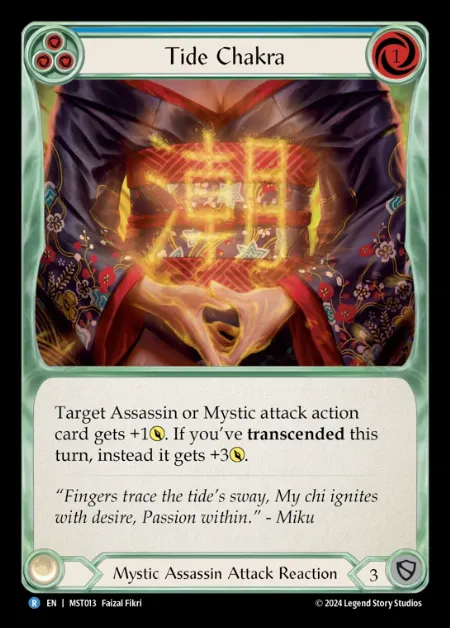 Tide Chakra
1
潮
Target Assassin or Mystic attack action
card gets +1. If you've transcended this
turn, instead it gets +3.
"Fingers trace the tide's sway, My chi ignites
with desire, Passion within." - Miku
Mystic Assassin Attack Reaction
3
R EN | MST013 Faizal Fikri
© 2024 Legend Story Studios